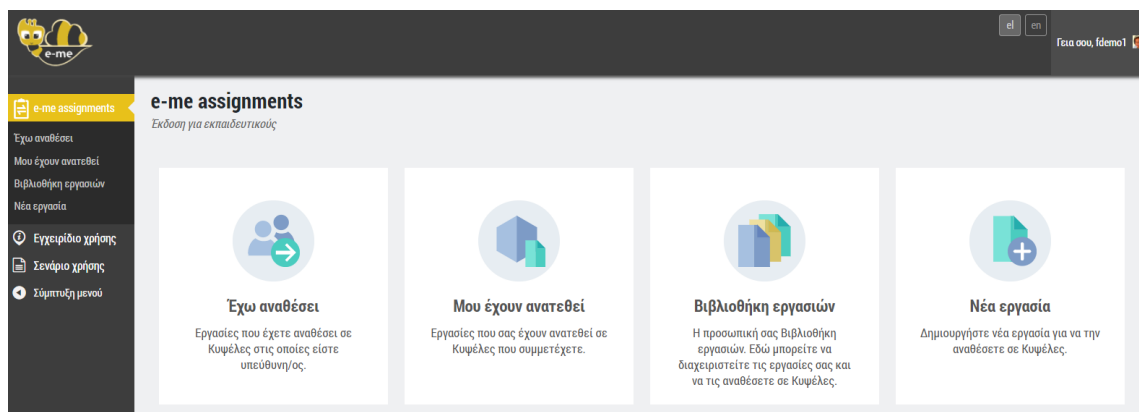 e-me
el en
Γεια σου, fdemo1
e-me assignments
Έχω αναθέσει
Μου έχουν ανατεθεί
Βιβλιοθήκη εργασιών
Νέα εργασία
Εγχειρίδιο χρήσης
Σενάριο χρήσης
Σύμπτυξη μενού
e-me assignments
Έκδοση για εκπαιδευτικούς
Έχω αναθέσει
Εργασίες που έχετε αναθέσει σε
Κυψέλες στις οποίες είστε
υπεύθυνη/ος.
Μου έχουν ανατεθεί
Εργασίες που σας έχουν ανατεθεί σε
Κυψέλες που συμμετέχετε.
Βιβλιοθήκη εργασιών
Η προσωπική σας Βιβλιοθήκη
εργασιών. Εδώ μπορείτε να
διαχειριστείτε τις εργασίες σας και
να τις αναθέσετε σε Κυψέλες.
Νέα εργασία
Δημιουργήστε νέα εργασία για να την
αναθέσετε σε Κυψέλες.